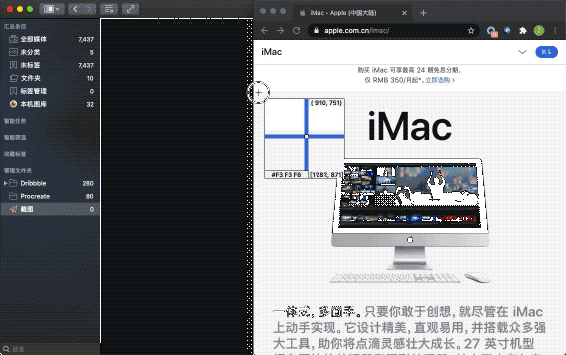 汇总条目
全部媒体 7,437
未分类 5
未标签 7,437
文件夹 10
标签管理 0
本机图库 32
智能任务
智能筛选
收藏标签
管理文件夹
Dribbble 280
Procreate 80
截图 0
搜索
iMac - Apple (中国大陆)
apple.com.cn/imac/
iMac
购买
购买 iMac 可享最高 24 期免息分期，
仅 RMB 350/月起*。立即选购 >
( 910, 751)
#F3 F3 F6 [1282, 871]
iMac
一体式，多面手。只要你敢于创想，就尽管在 iMac
上动手实现。它设计精美，直观易用，并搭载众多强
大工具，助你将点滴灵感壮大成长。27 英寸机型